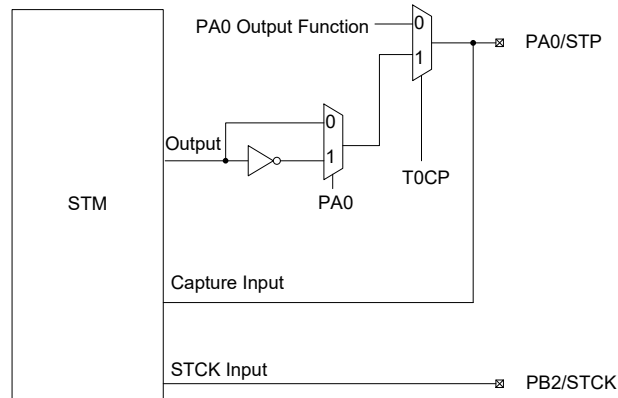 PA0 Output Function
0
1
PA0/STP
Output
0
1
T0CP
PA0
STM
Capture Input
STCK Input
PB2/STCK